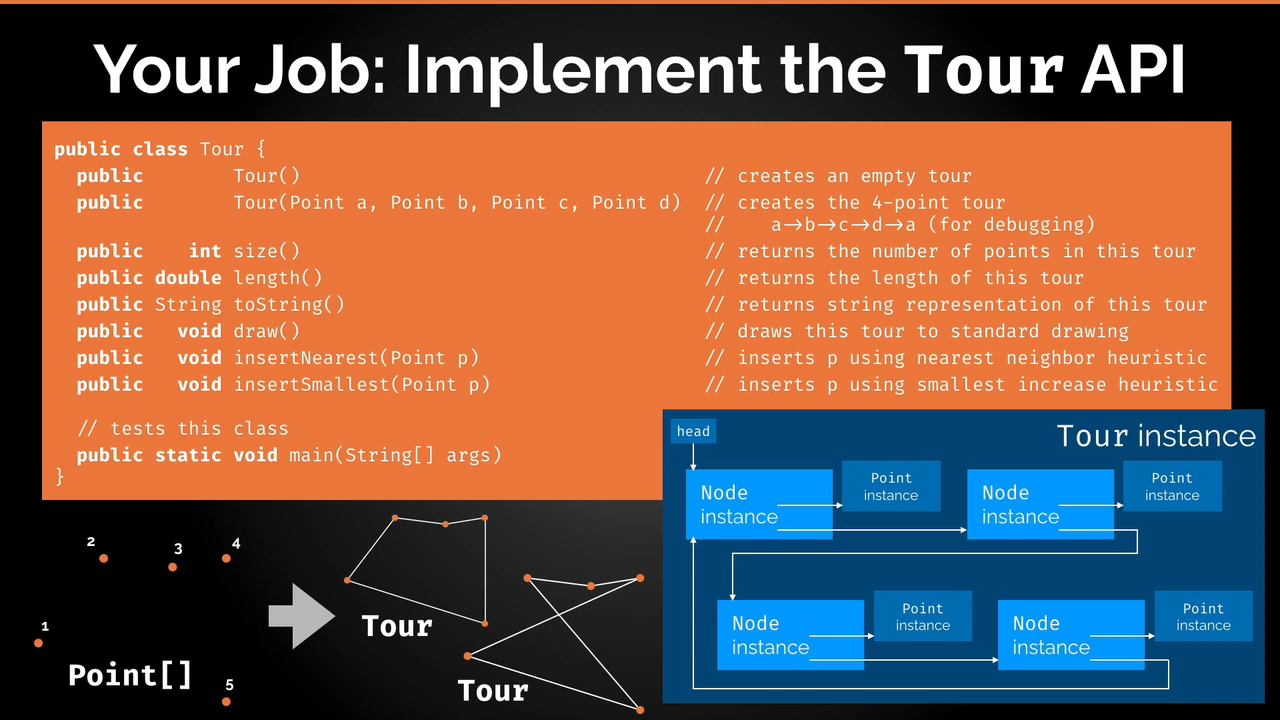 Your Job: Implement the Tour API
public class Tour {
public Tour() // creates an empty tour
public Tour(Point a, Point b, Point c, Point d) // creates the 4-point tour
// a→b→c→d→a (for debugging)
public int size() // returns the number of points in this tour
public double length() // returns the length of this tour
public String toString() // returns string representation of this tour
public void draw() // draws this tour to standard drawing
public void insertNearest(Point p) // inserts p using nearest neighbor heuristic
public void insertSmallest(Point p) // inserts p using smallest increase heuristic
// tests this class
public static void main(String[] args)
}
Tour instance
head
Node
instance
Point
instance
Node
instance
Point
instance
Node
instance
Point
instance
Node
instance
Point
instance
2
3
4
1
5
Point[]
Tour
Tour